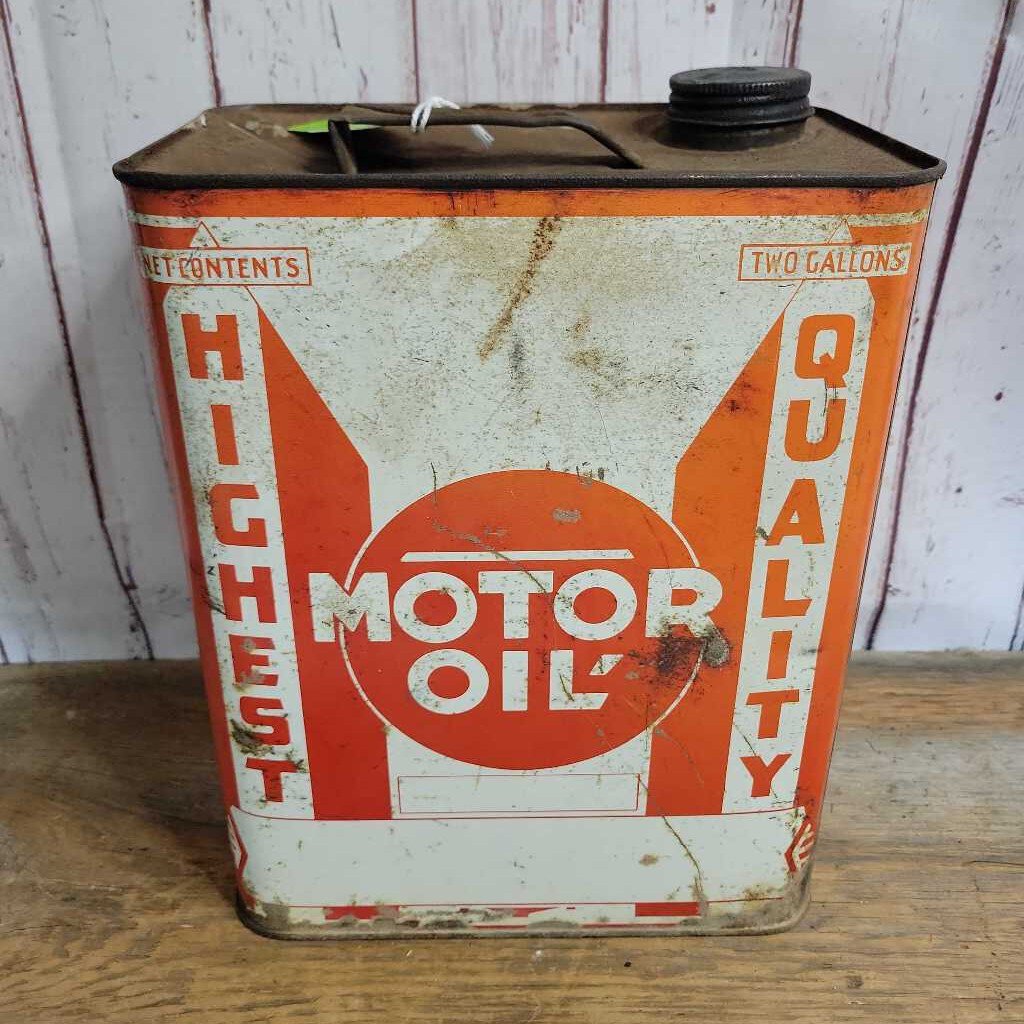 NET CONTENTS
TWO GALLONS
HIGHEST
QUALITY
MOTOR
OIL